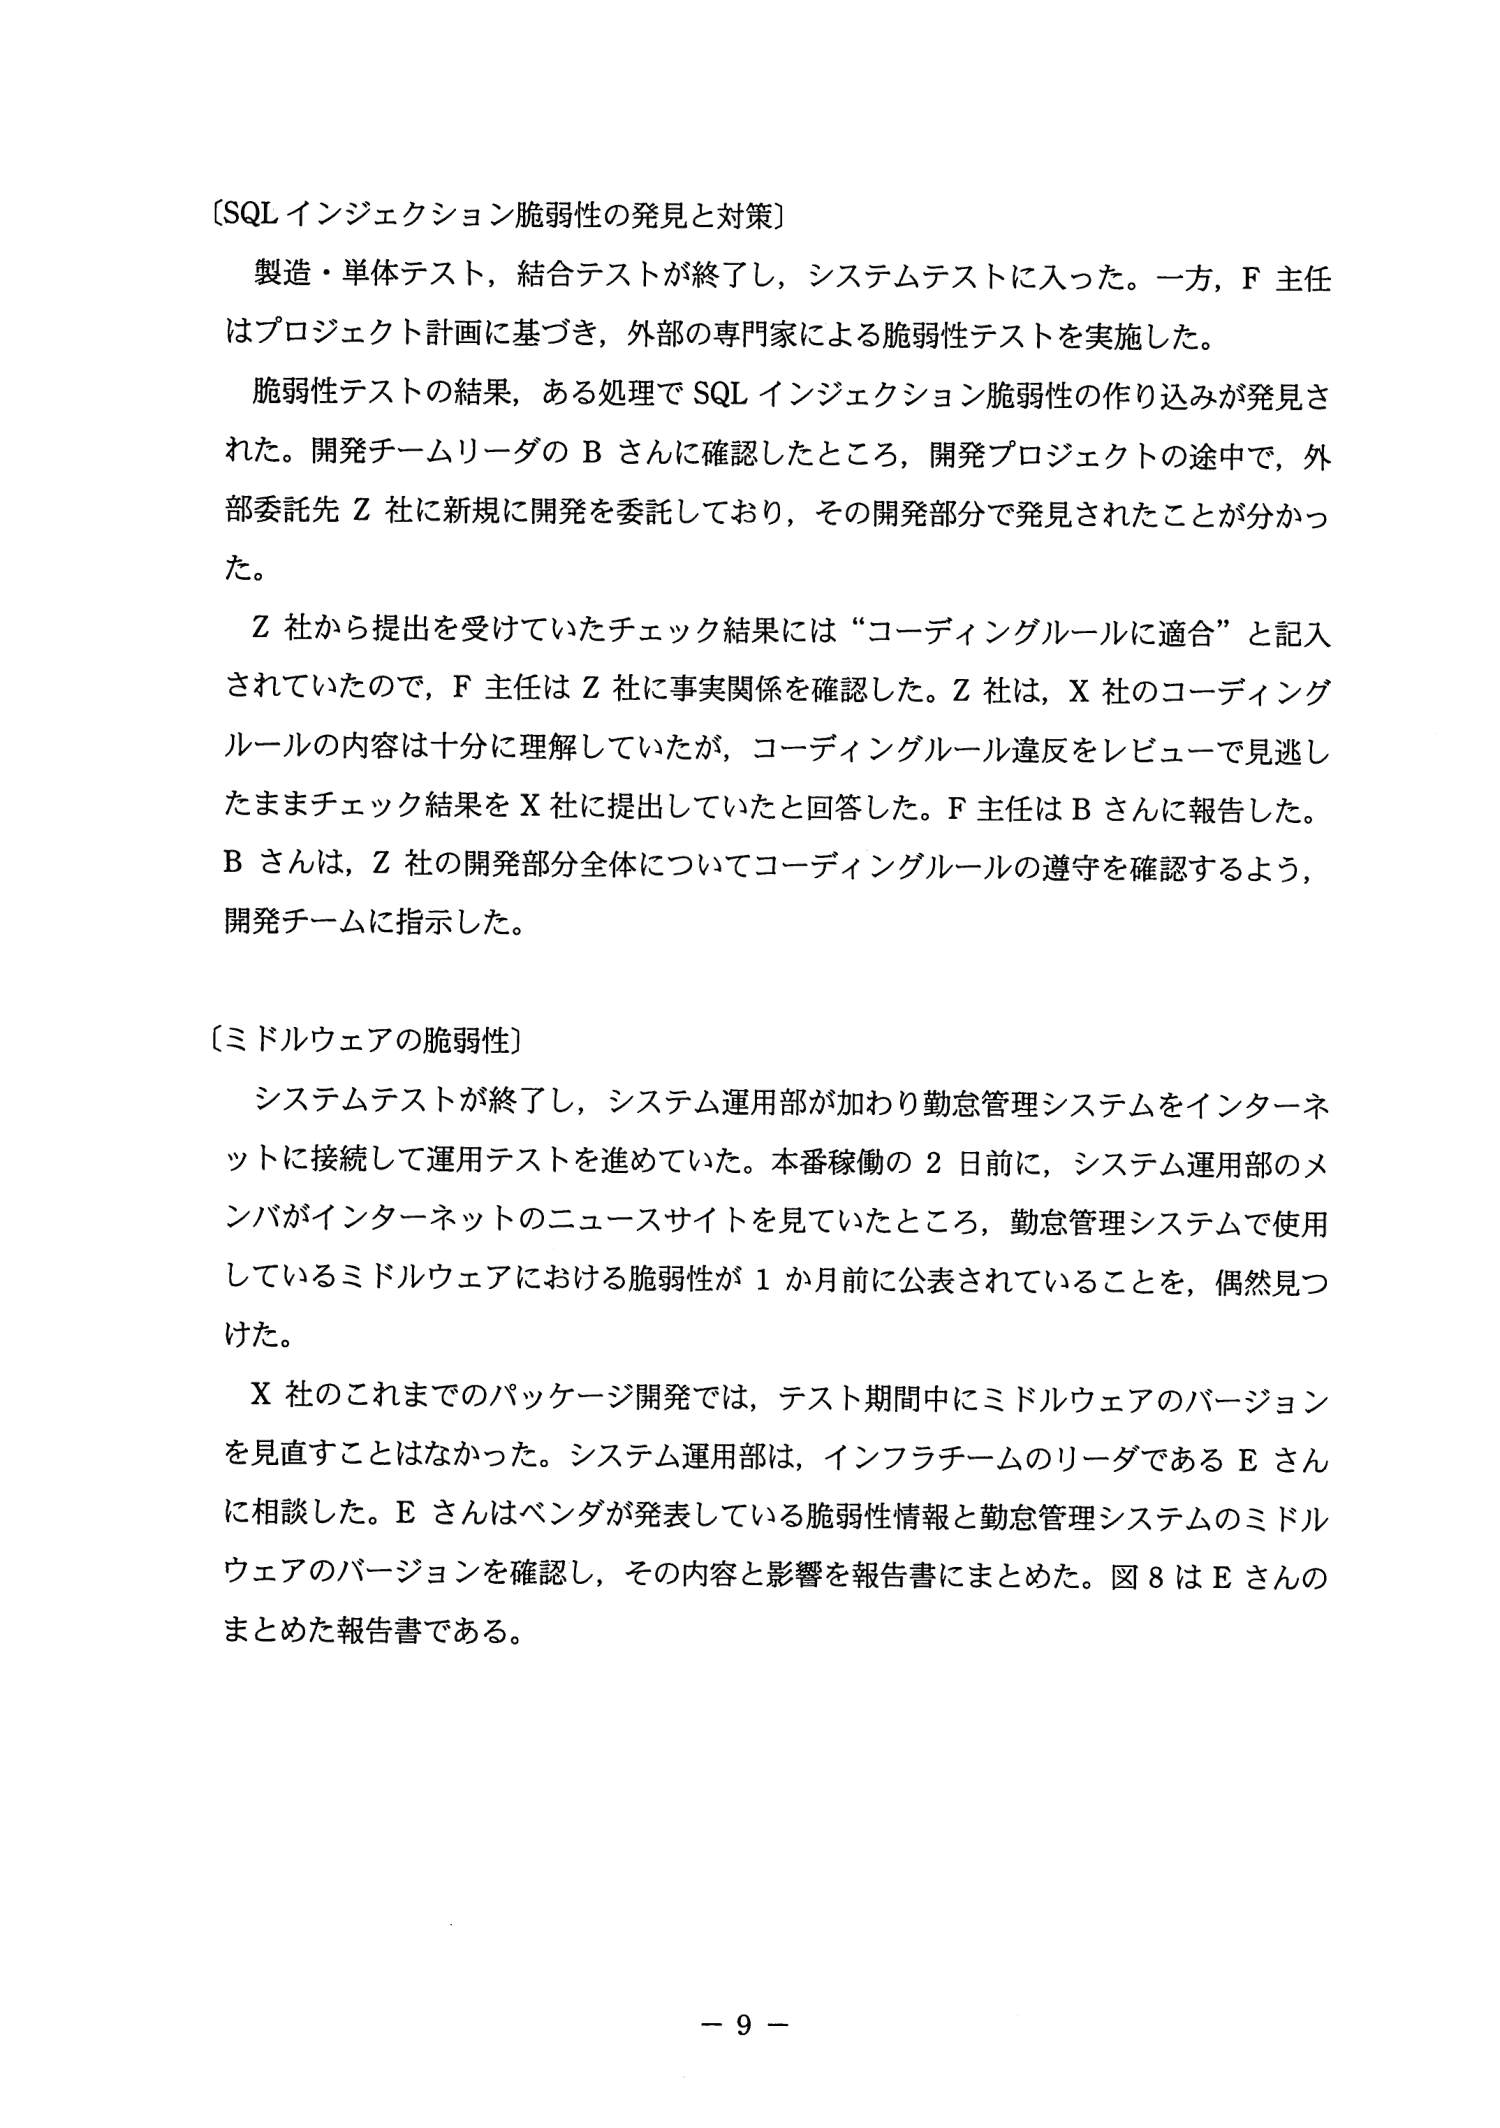 〔SQL インジェクション脆弱性の発見と対策〕
製造・単体テスト，結合テストが終了し，システムテストに入った。一方，F 主任
はプロジェクト計画に基づき，外部の専門家による脆弱性テストを実施した。
脆弱性テストの結果，ある処理で SQL インジェクション脆弱性の作り込みが発見さ
れた。開発チームリーダの B さんに確認したところ，開発プロジェクトの途中で，外
部委託先 Z 社に新規に開発を委託しており，その開発部分で発見されたことが分かっ
た。
Z 社から提出を受けていたチェック結果には“コーディングルールに適合”と記入
されていたので，F 主任は Z 社に事実関係を確認した。Z 社は，X 社のコーディング
ルールの内容は十分に理解していたが，コーディングルール違反をレビューで見逃し
たままチェック結果を X 社に提出していたと回答した。F 主任は B さんに報告した。
B さんは，Z 社の開発部分全体についてコーディングルールの遵守を確認するよう，
開発チームに指示した。
〔ミドルウェアの脆弱性〕
システムテストが終了し，システム運用部が加わり勤怠管理システムをインターネ
ットに接続して運用テストを進めていた。本番稼働の 2 日前に，システム運用部のメ
ンバがインターネットのニュースサイトを見ていたところ，勤怠管理システムで使用
しているミドルウェアにおける脆弱性が 1 か月前に公表されていることを，偶然見つ
けた。
X 社のこれまでのパッケージ開発では，テスト期間中にミドルウェアのバージョン
を見直すことはなかった。システム運用部は，インフラチームのリーダである E さん
に相談した。E さんはベンダが発表している脆弱性情報と勤怠管理システムのミドル
ウェアのバージョンを確認し，その内容と影響を報告書にまとめた。図 8 は E さんの
まとめた報告書である。
－ 9 －